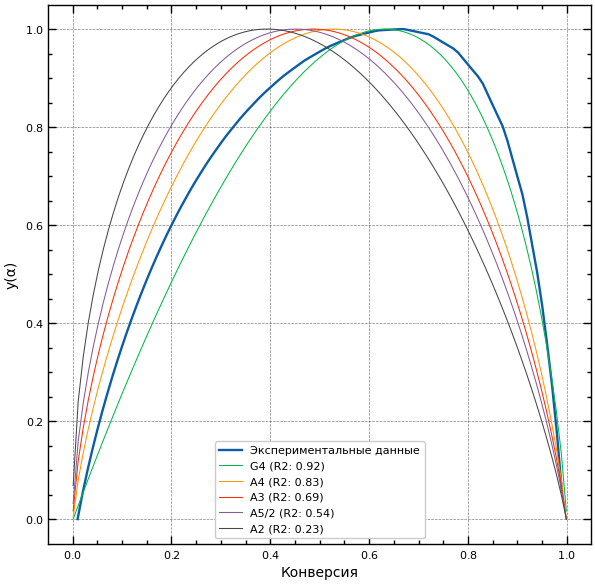 1.0
0.8
0.6
0.4
0.2
0.0
y(α)
Экспериментальные данные
G4 (R2: 0.92)
A4 (R2: 0.83)
A3 (R2: 0.69)
A5/2 (R2: 0.54)
A2 (R2: 0.23)
0.0 0.2 0.4 0.6 0.8 1.0
Конверсия